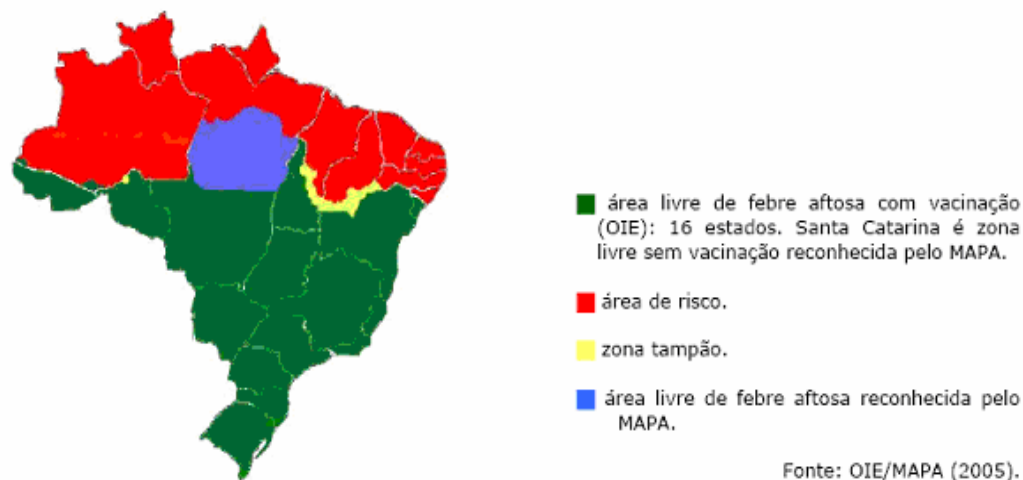 área livre de febre aftosa com vacinação
(OIE): 16 estados. Santa Catarina é zona
livre sem vacinação reconhecida pelo MAPA.
área de risco.
zona tampão.
área livre de febre aftosa reconhecida pelo
MAPA.
Fonte: OIE/MAPA (2005).